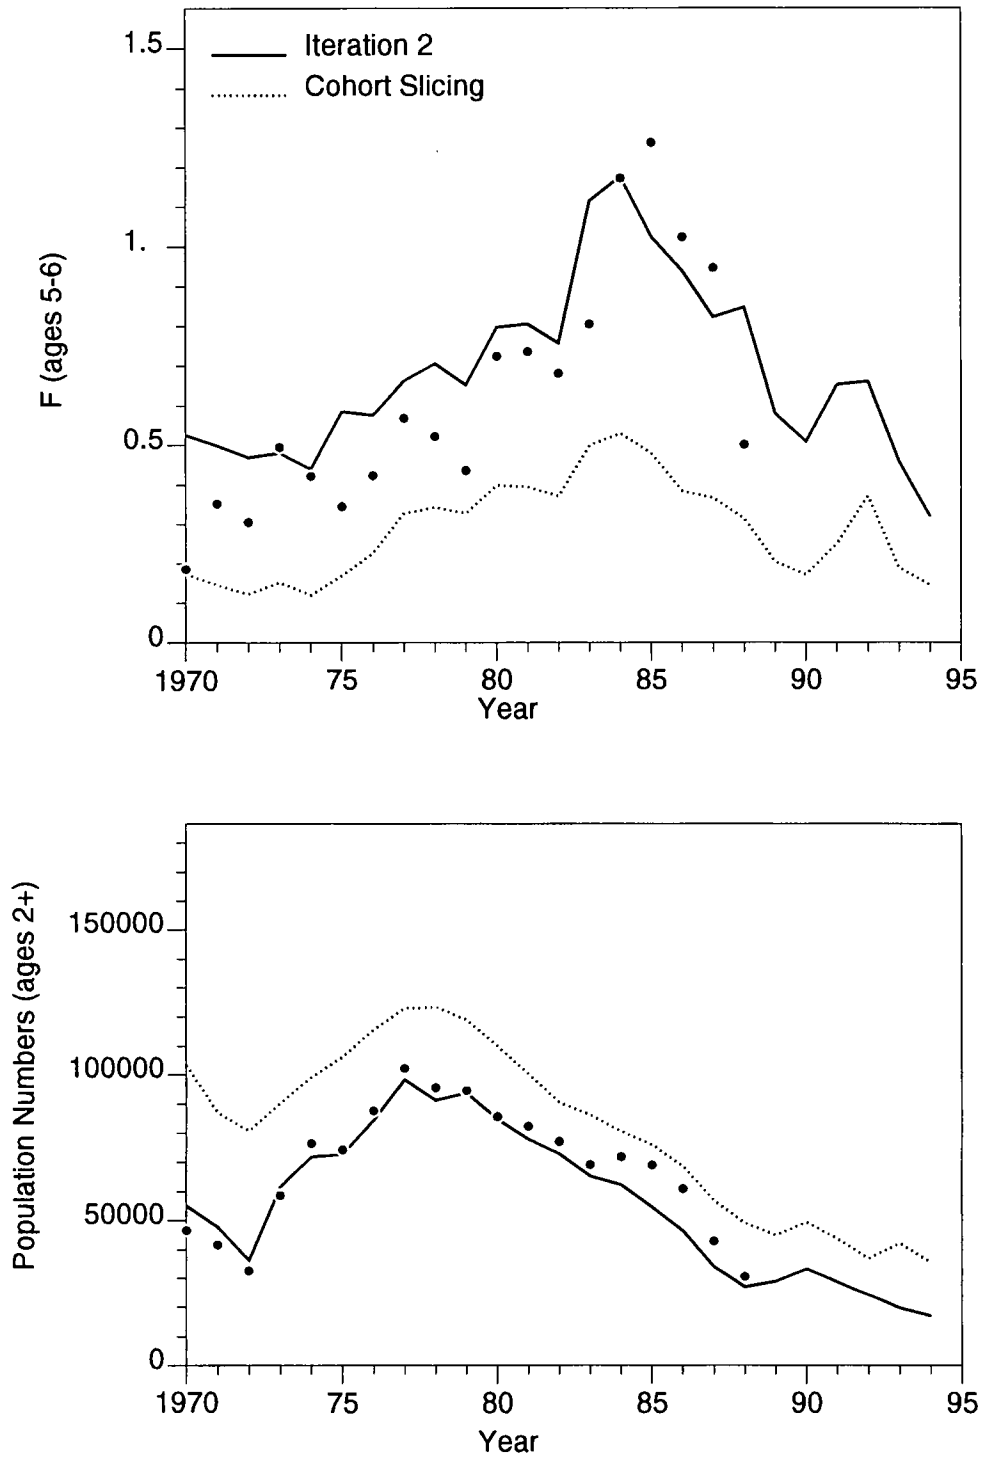 1.5
Iteration 2
Cohort Slicing
1.
F (ages 5-6)
0.5
0
1970 75 80 85 90 95
Year
150000
Population Numbers (ages 2+)
100000
50000
0
1970 75 80 85 90 95
Year